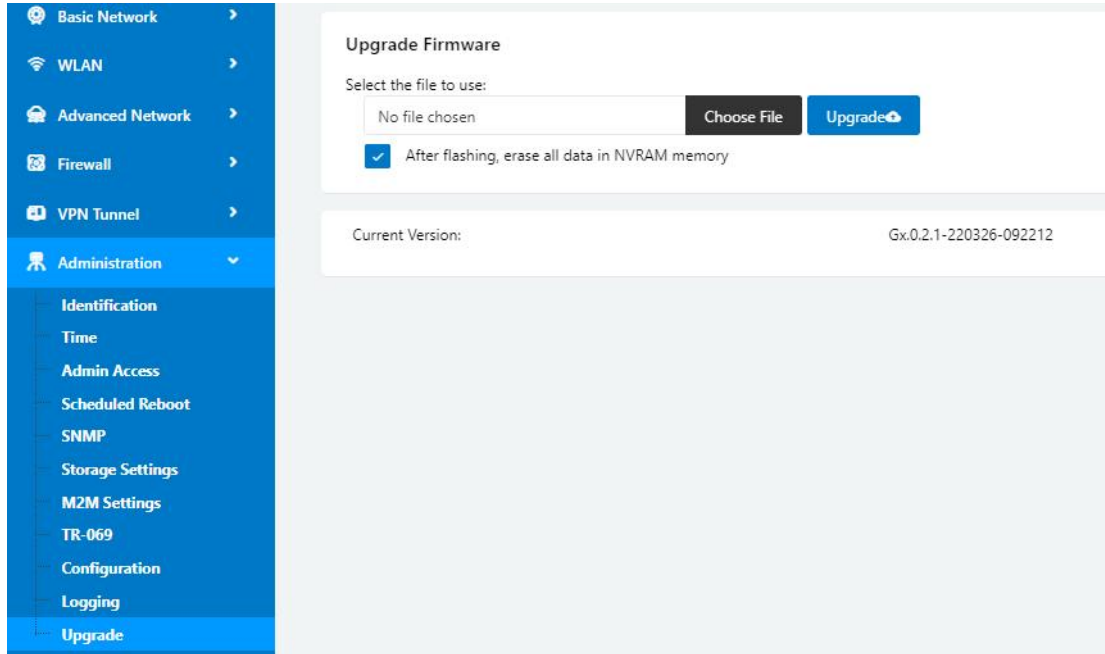 Basic Network
WLAN
Advanced Network
Firewall
VPN Tunnel
Administration
Identification
Time
Admin Access
Scheduled Reboot
SNMP
Storage Settings
M2M Settings
TR-069
Configuration
Logging
Upgrade
Upgrade Firmware
Select the file to use:
No file chosen Choose File Upgrade
After flashing, erase all data in NVRAM memory
Current Version: Gx.0.2.1-220326-092212